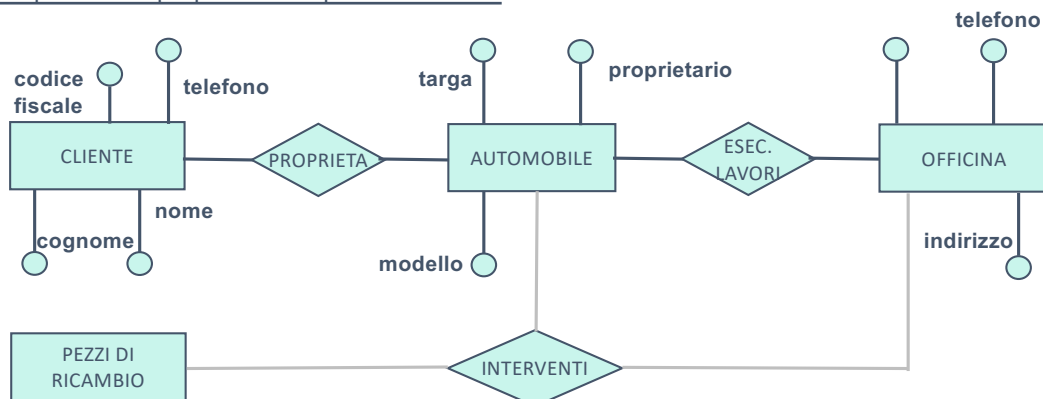 telefono
codice
fiscale
telefono
targa
proprietario
CLIENTE
PROPRIETA
AUTOMOBILE
ESEC.
LAVORI
OFFICINA
nome
cognome
modello
indirizzo
PEZZI DI
RICAMBIO
INTERVENTI